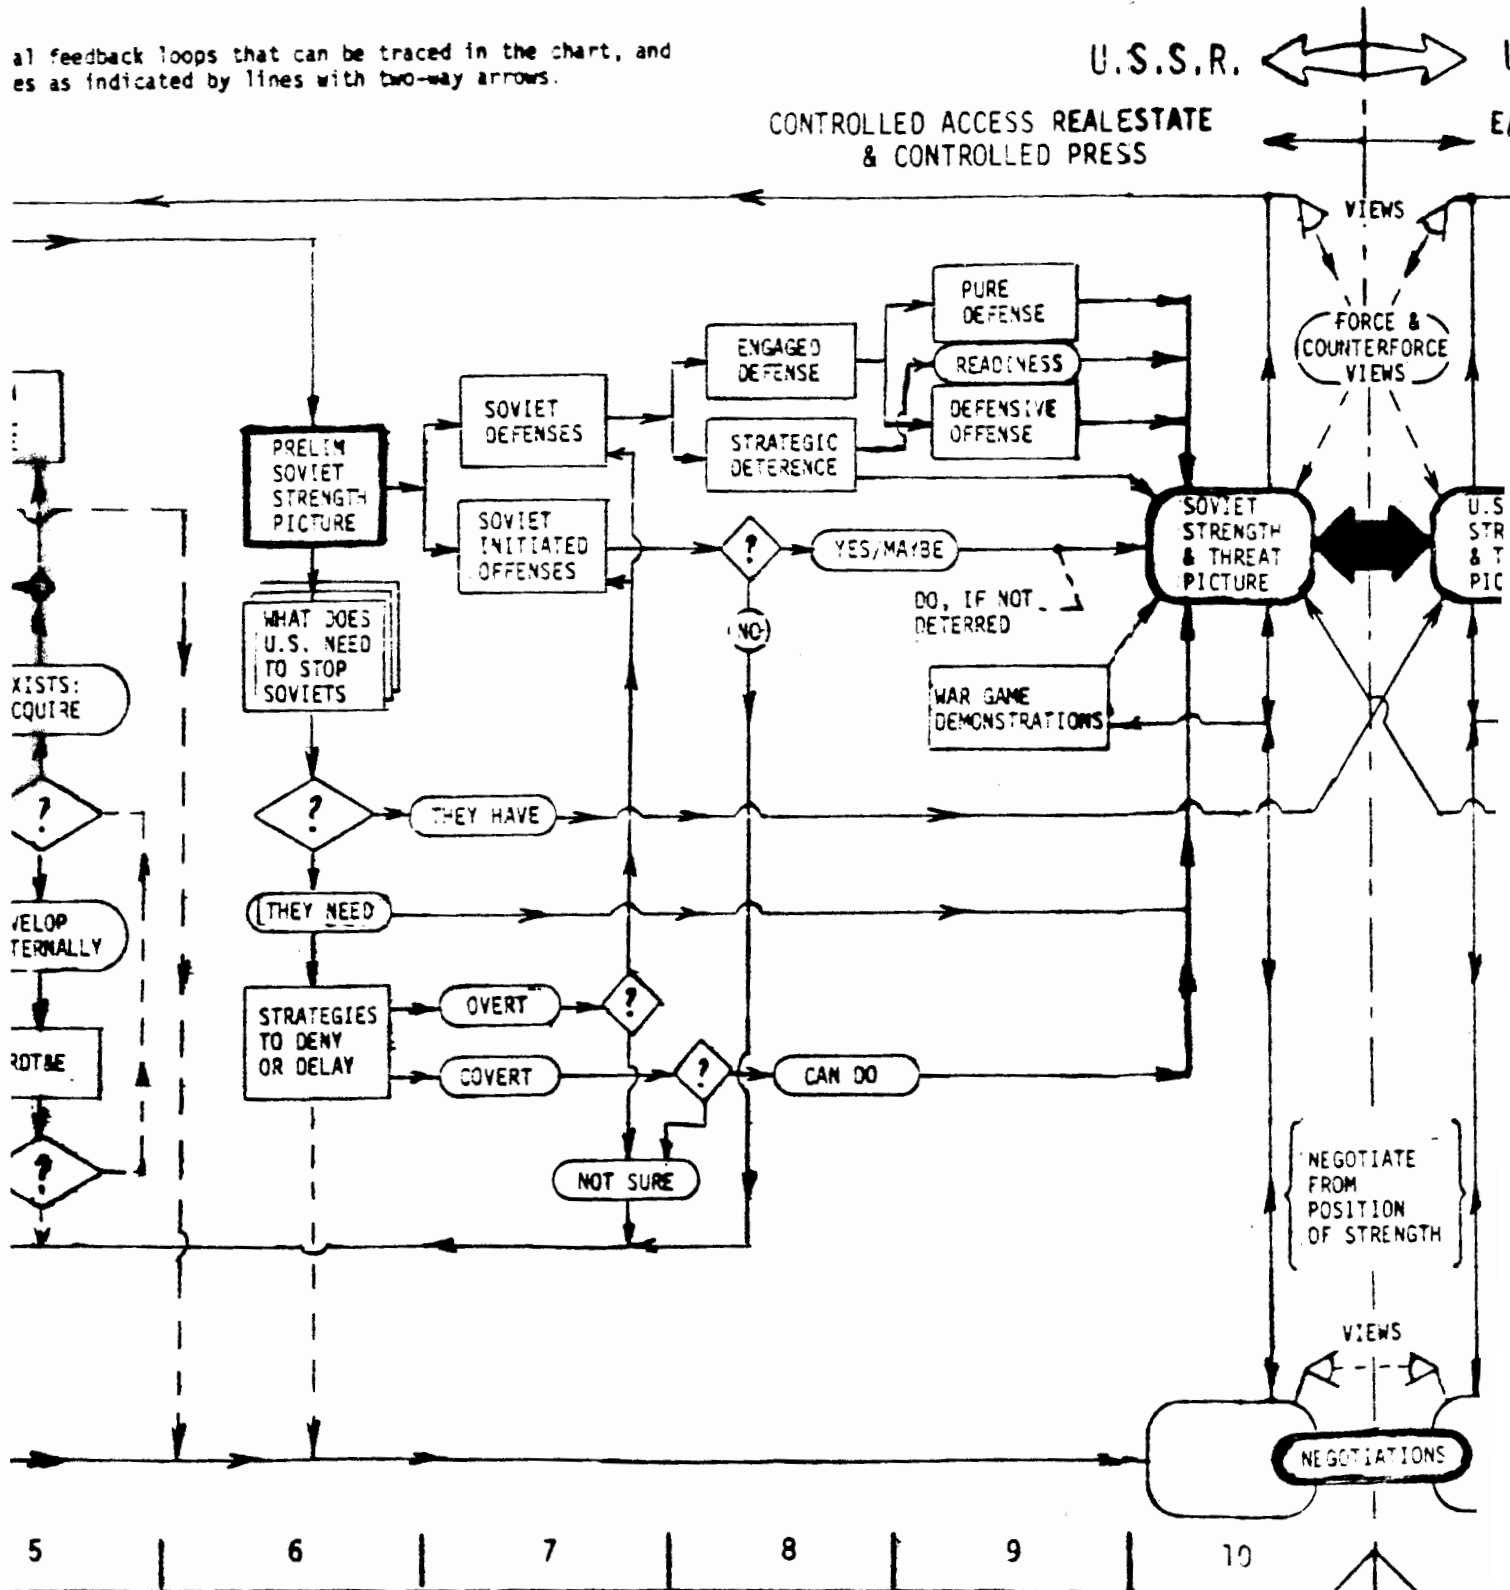 al feedback loops that can be traced in the chart, and
es as indicated by lines with two-way arrows.
U.S.S.R.
CONTROLLED ACCESS REALESTATE
& CONTROLLED PRESS
VIEWS
FORCE &
COUNTERFORCE
VIEWS
PURE
DEFENSE
READINESS
DEFENSIVE
OFFENSE
ENGAGED
DEFENSE
STRATEGIC
DETERENCE
SOVIET
DEFENSES
SOVIET
INITIATED
OFFENSES
PRELIM
SOVIET
STRENGTH
PICTURE
?
YES/MAYBE
NO
DO, IF NOT
DETERRED
SOVIET
STRENGTH
& THREAT
PICTURE
U.S
STR
& T
PIC
WHAT DOES
U.S. NEED
TO STOP
SOVIETS
WAR GAME
DEMONSTRATIONS
XISTS:
CQUIRE
?
?
THEY HAVE
THEY NEED
VELOP
TERNALLY
STRATEGIES
TO DENY
OR DELAY
OVERT
?
COVERT
?
CAN DO
RDT&E
?
NOT SURE
NEGOTIATE
FROM
POSITION
OF STRENGTH
VIEWS
NEGOTIATIONS
5 6 7 8 9 10